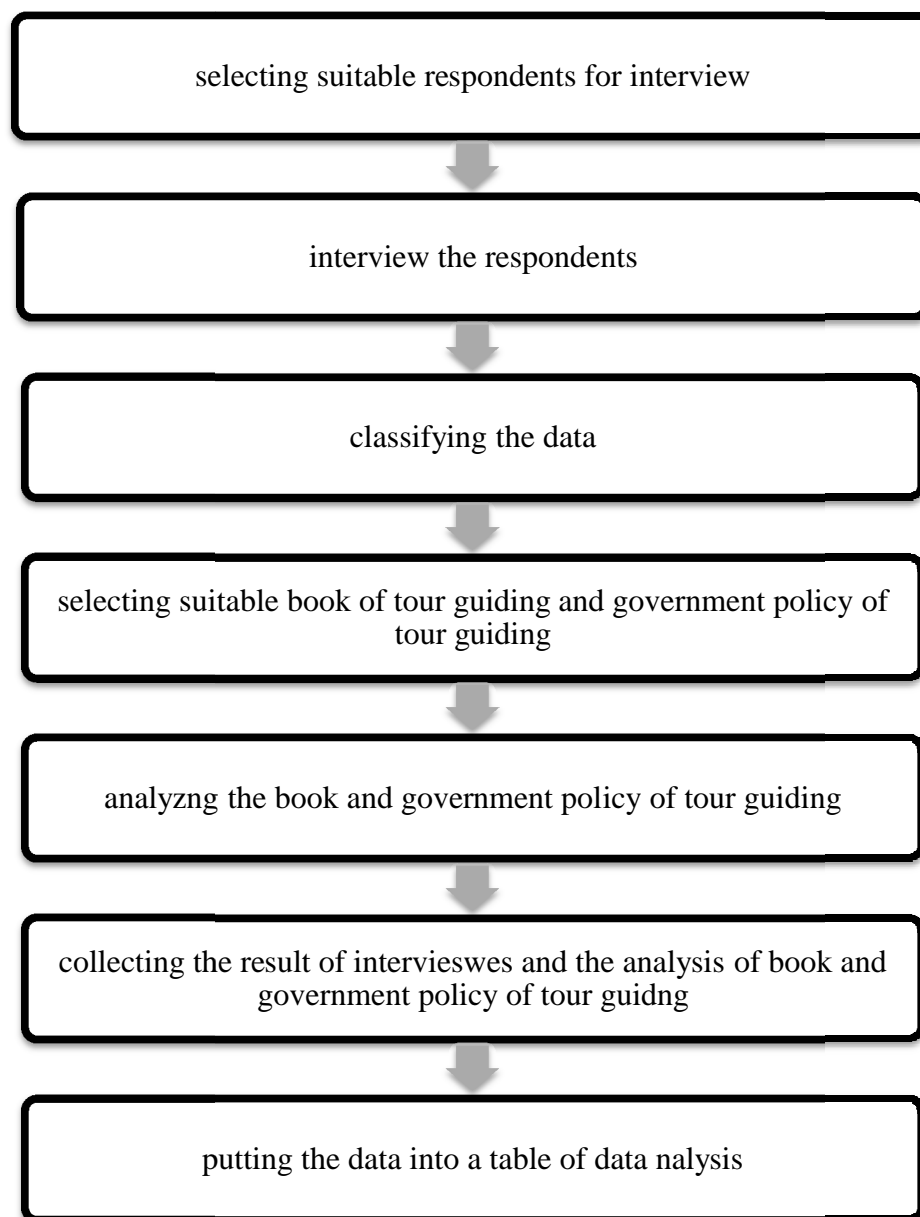 selecting suitable respondents for interview
interview the respondents
classifying the data
selecting suitable book of tour guiding and government policy of
tour guiding
analyzng the book and government policy of tour guiding
collecting the result of intervieswes and the analysis of book and
government policy of tour guidng
putting the data into a table of data nalysis